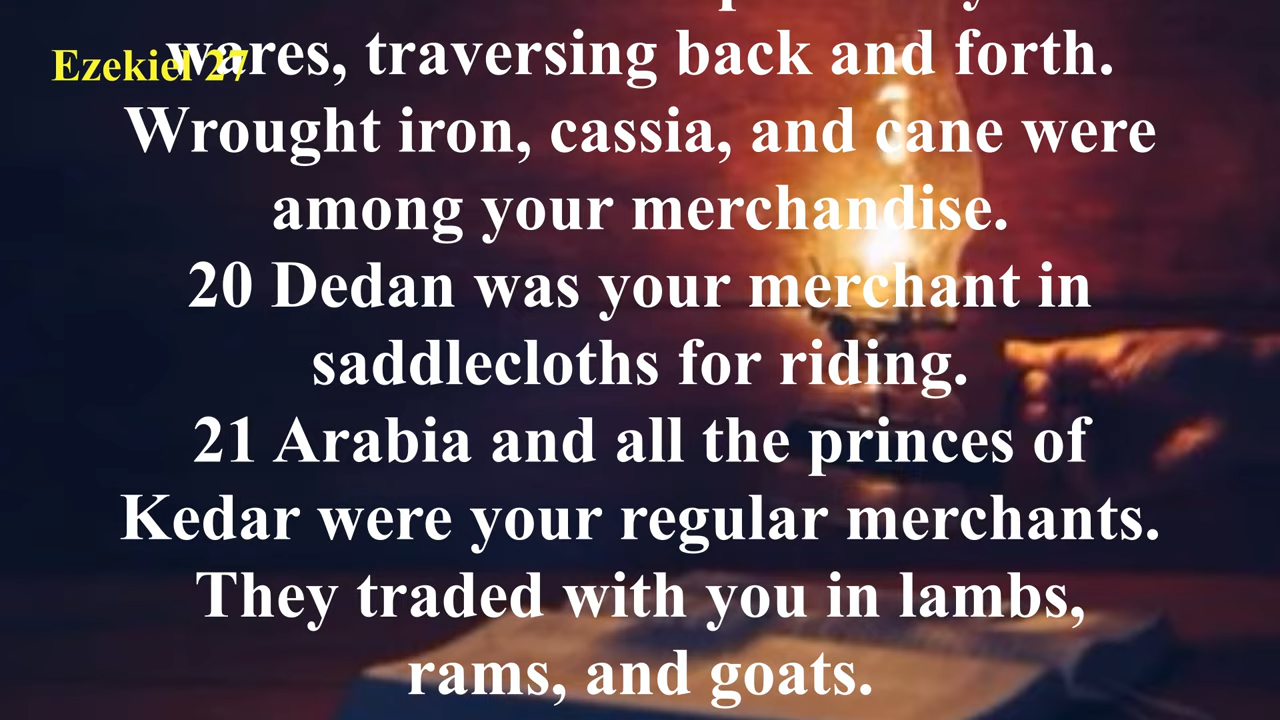 Ezekiel 27
wares, traversing back and forth.
Wrought iron, cassia, and cane were
among your merchandise.
20 Dedan was your merchant in
saddlecloths for riding.
21 Arabia and all the princes of
Kedar were your regular merchants.
They traded with you in lambs,
rams, and goats.